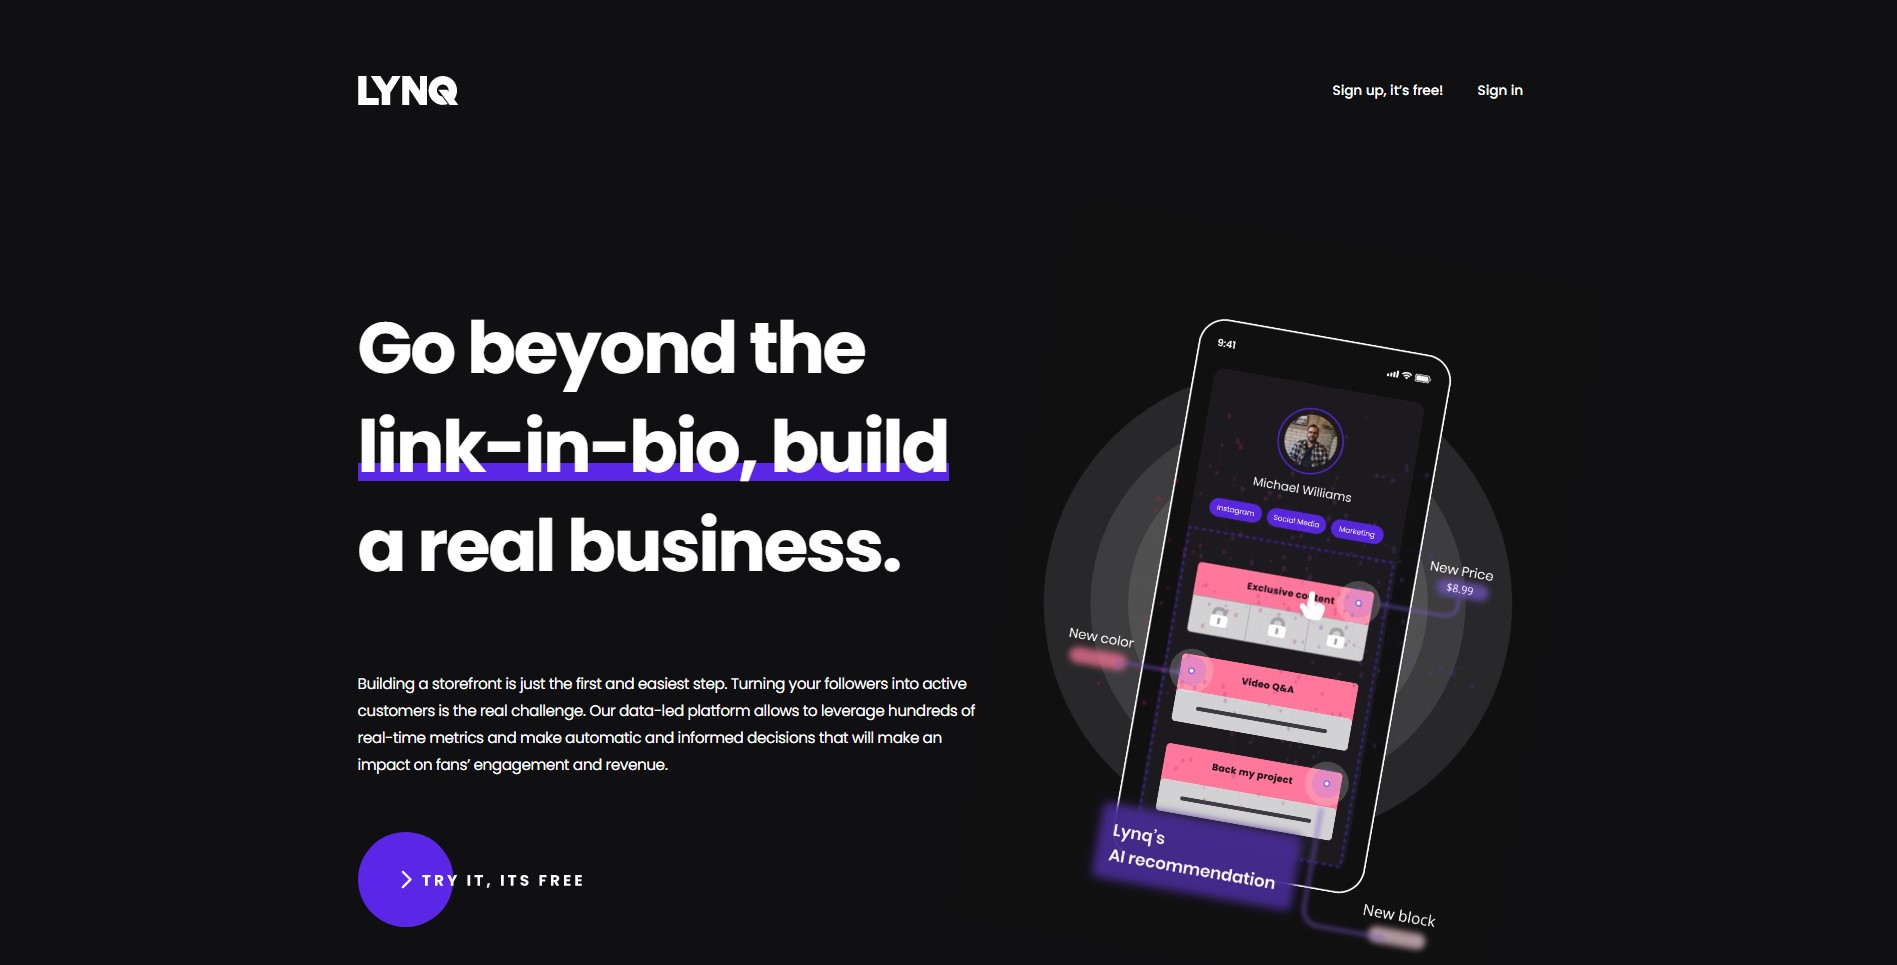 LYNQ
Sign up, it's free!
Sign in
Go beyond the
link-in-bio, build
a real business.
Building a storefront is just the first and easiest step. Turning your followers into active
customers is the real challenge. Our data-led platform allows to leverage hundreds of
real-time metrics and make automatic and informed decisions that will make an
impact on fans’ engagement and revenue.
TRY IT, ITS FREE
9:41
Michael Williams
Instagram
Social Media
Marketing
New Price
$8.99
Exclusive content
New color
Video Q&A
Back my project
Lynq's
AI recommendation
New block